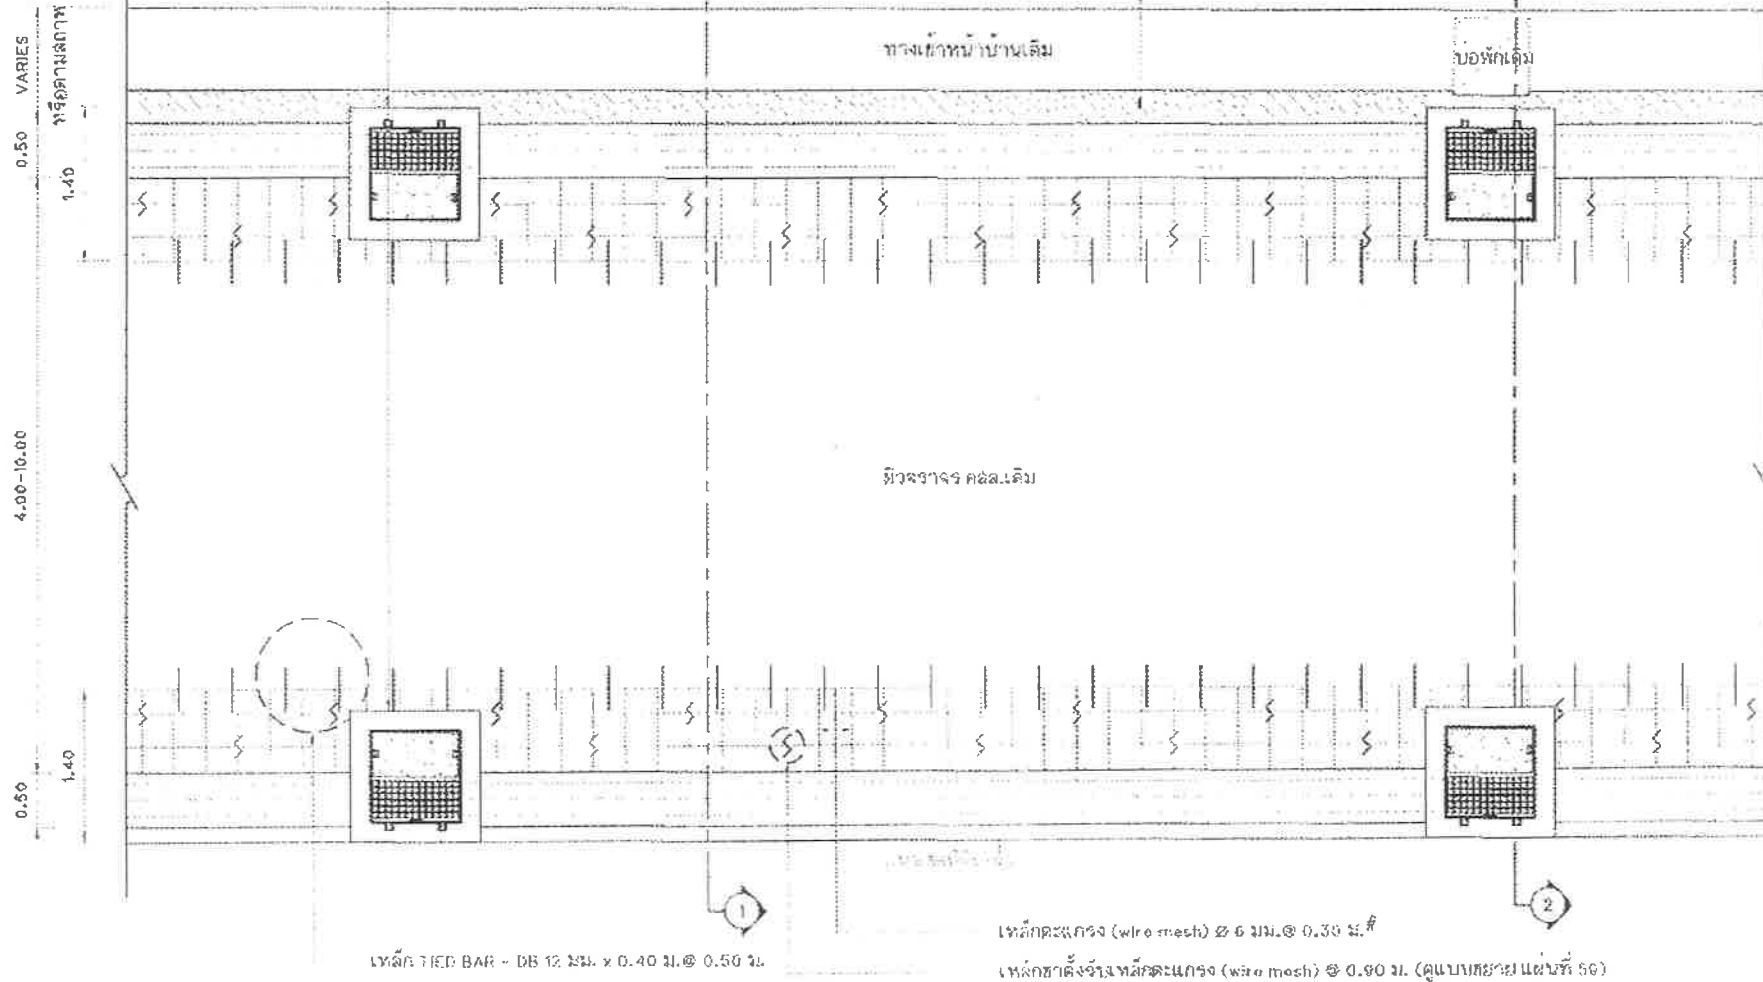 VARIES
หรือตามสภาพ
0.50
1.40
ทางเข้าหน้าบ้านเดิม
บ่อพักเดิม
4.00-10.00
ผิวจราจร คสล.เดิม
1.40
0.50
1
2
เหล็กตะแกรง (wire mesh) Ø 6 มม.@ 0.30 ม.#
เหล็ก TIED BAR - DB 12 มม. x 0.40 ม.@ 0.50 ม.
เหล็กขาตั้งรับเหล็กตะแกรง (wire mesh) @ 0.90 ม. (ดูแบบขยาย แผ่นที่ 50)